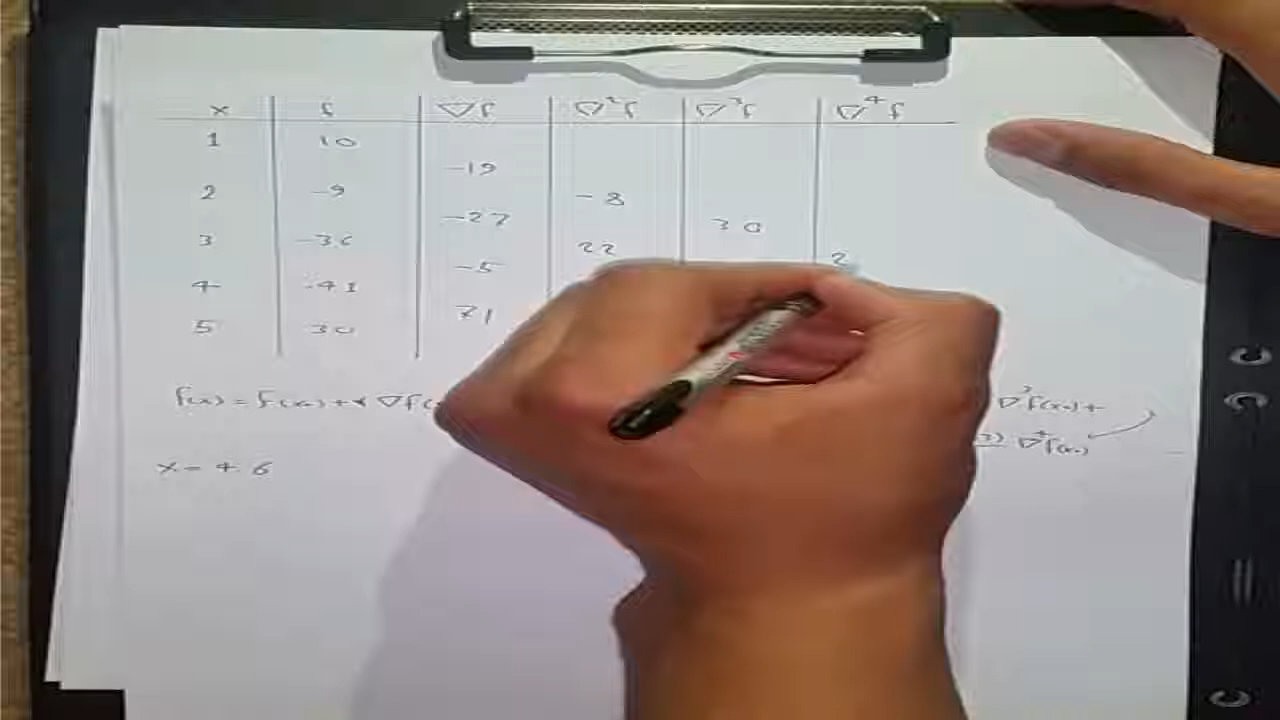 x f ∇f ∇²f ∇³f ∇⁴f
1 10
-19
2 -9 -8
-27 30
3 -36 22
-5 2
4 -41
71
5 30
f(x) = f(x₀) + ∇f( ∇³f(x₀) +
∇⁴f(x₀)
x = 4.6